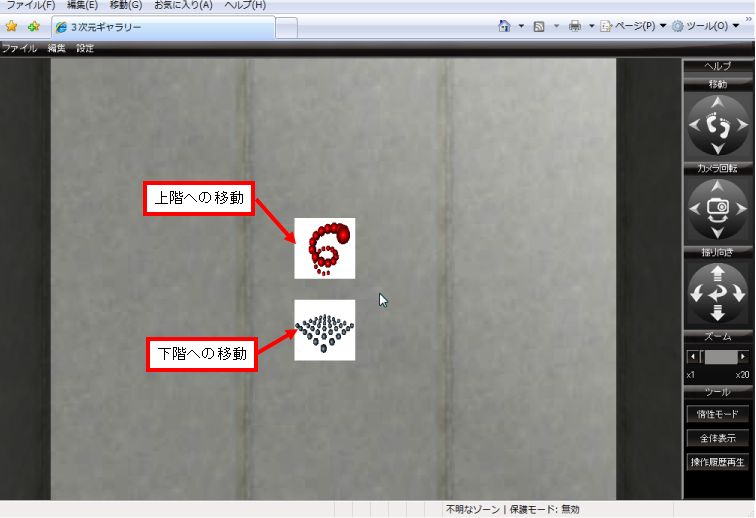 ファイル(F) 編集(E) 移動(G) お気に入り(A) ヘルプ(H)
3次元ギャラリー
ページ(P) ツール(O)
ファイル 編集 設定
ヘルプ
移動
カメラ回転
振り向き
ズーム
x1 x20
ツール
惰性モード
全体表示
操作履歴再生
上階への移動
下階への移動
不明なゾーン | 保護モード: 無効